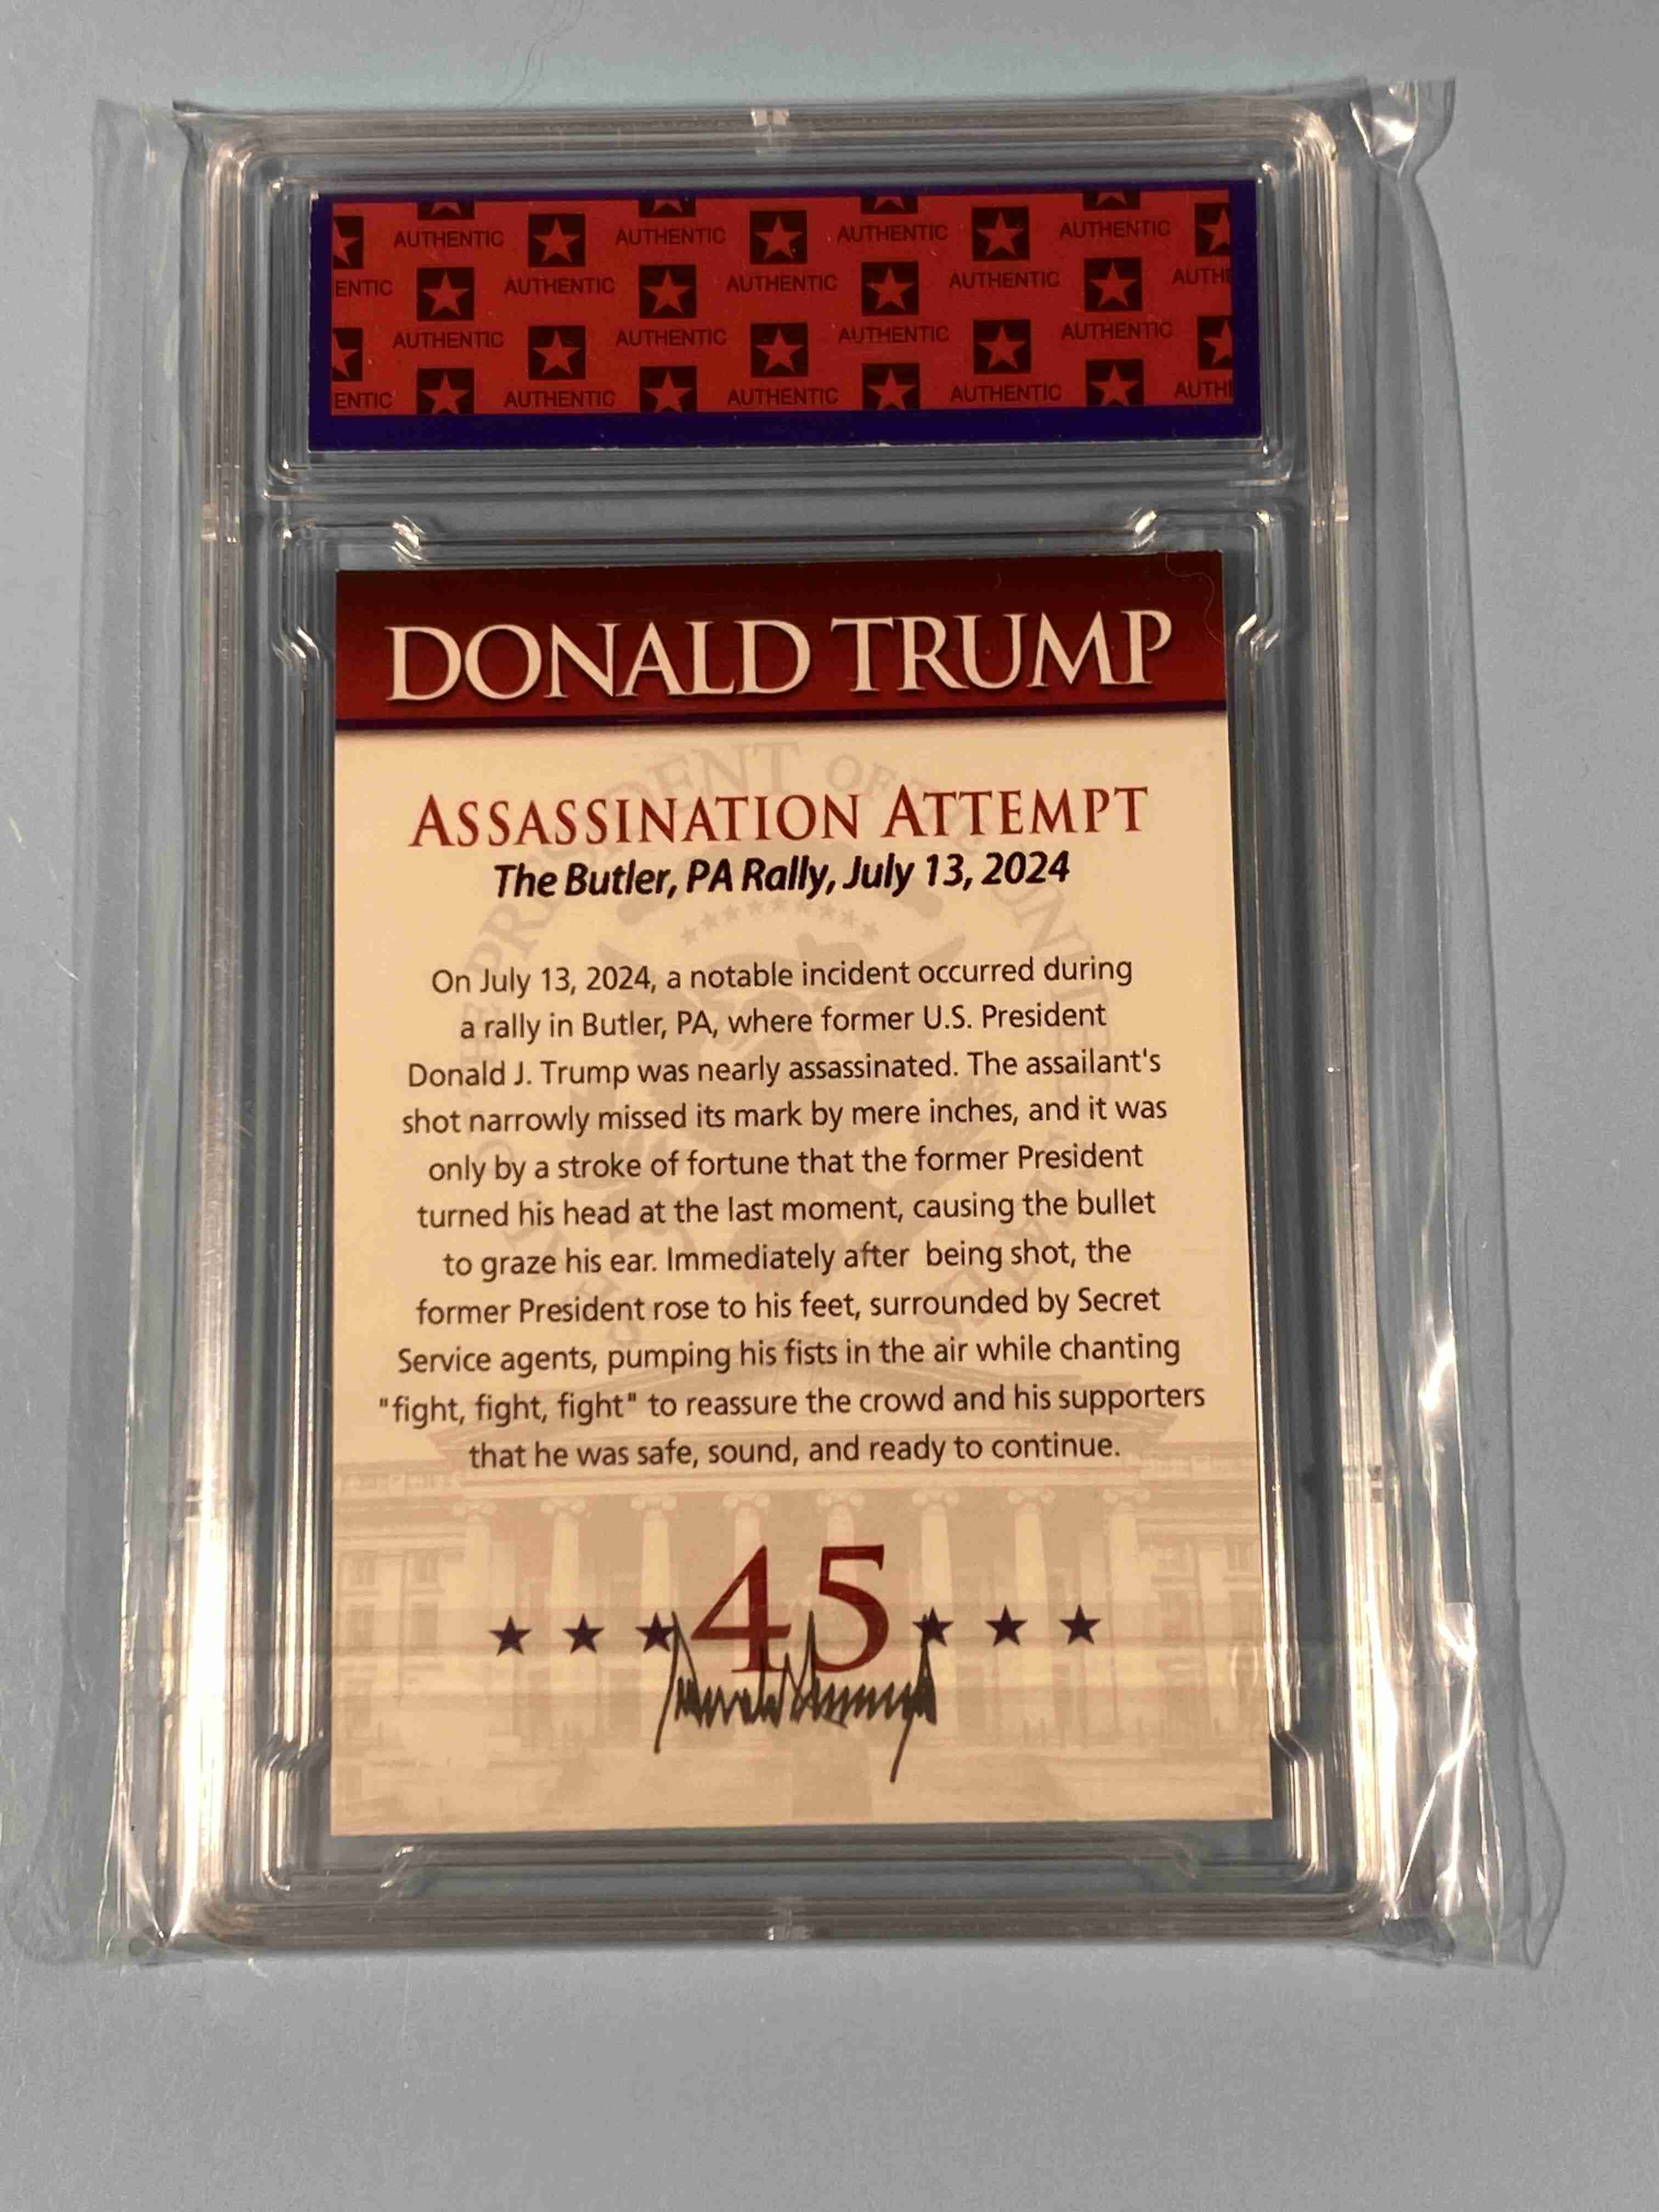 AUTHENTIC AUTHENTIC AUTHENTIC AUTHENTIC
ENTIC AUTHENTIC AUTHENTIC AUTHENTIC AUTHE
AUTHENTIC AUTHENTIC AUTHENTIC AUTHENTIC
ENTIC AUTHENTIC AUTHENTIC AUTHENTIC AUTHE
DONALD TRUMP
ASSASSINATION ATTEMPT
The Butler, PA Rally, July 13, 2024
On July 13, 2024, a notable incident occurred during
a rally in Butler, PA, where former U.S. President
Donald J. Trump was nearly assassinated. The assailant's
shot narrowly missed its mark by mere inches, and it was
only by a stroke of fortune that the former President
turned his head at the last moment, causing the bullet
to graze his ear. Immediately after being shot, the
former President rose to his feet, surrounded by Secret
Service agents, pumping his fists in the air while chanting
"fight, fight, fight" to reassure the crowd and his supporters
that he was safe, sound, and ready to continue.
45
Donald Trump